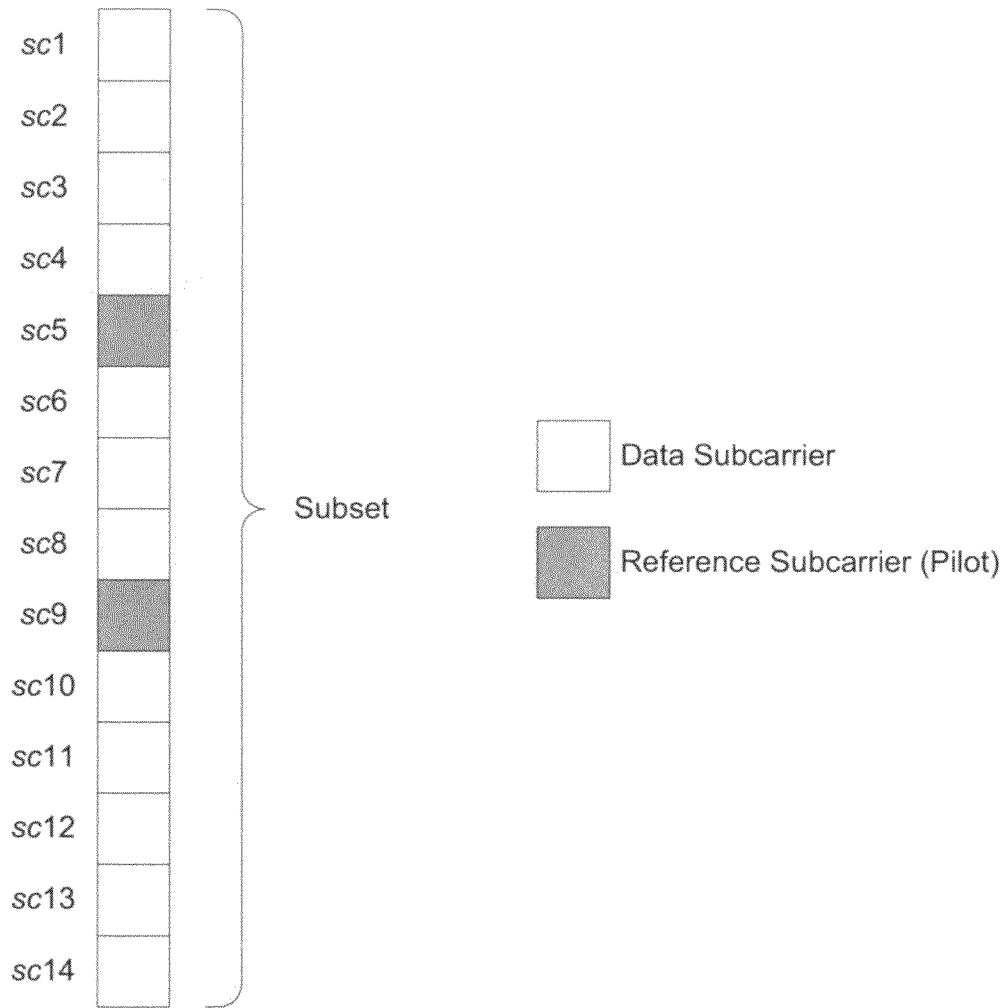 sc1
sc2
sc3
sc4
sc5
sc6
sc7
sc8
sc9
sc10
sc11
sc12
sc13
sc14
Subset
Data Subcarrier
Reference Subcarrier (Pilot)